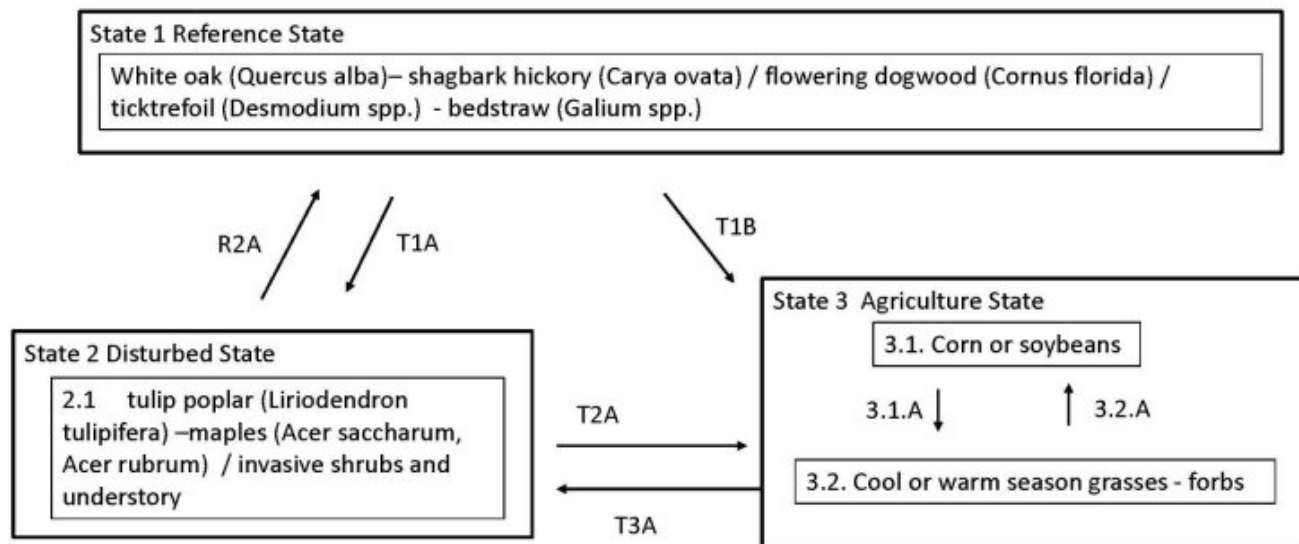 State 1 Reference State
White oak (Quercus alba)– shagbark hickory (Carya ovata) / flowering dogwood (Cornus florida) /
ticktrefoil (Desmodium spp.)  - bedstraw (Galium spp.)
R2A
T1A
T1B
State 2 Disturbed State
2.1 tulip poplar (Liriodendron
tulipifera) –maples (Acer saccharum,
Acer rubrum) / invasive shrubs and
understory
T2A
T3A
State 3 Agriculture State
3.1. Corn or soybeans
3.1.A
3.2.A
3.2. Cool or warm season grasses - forbs